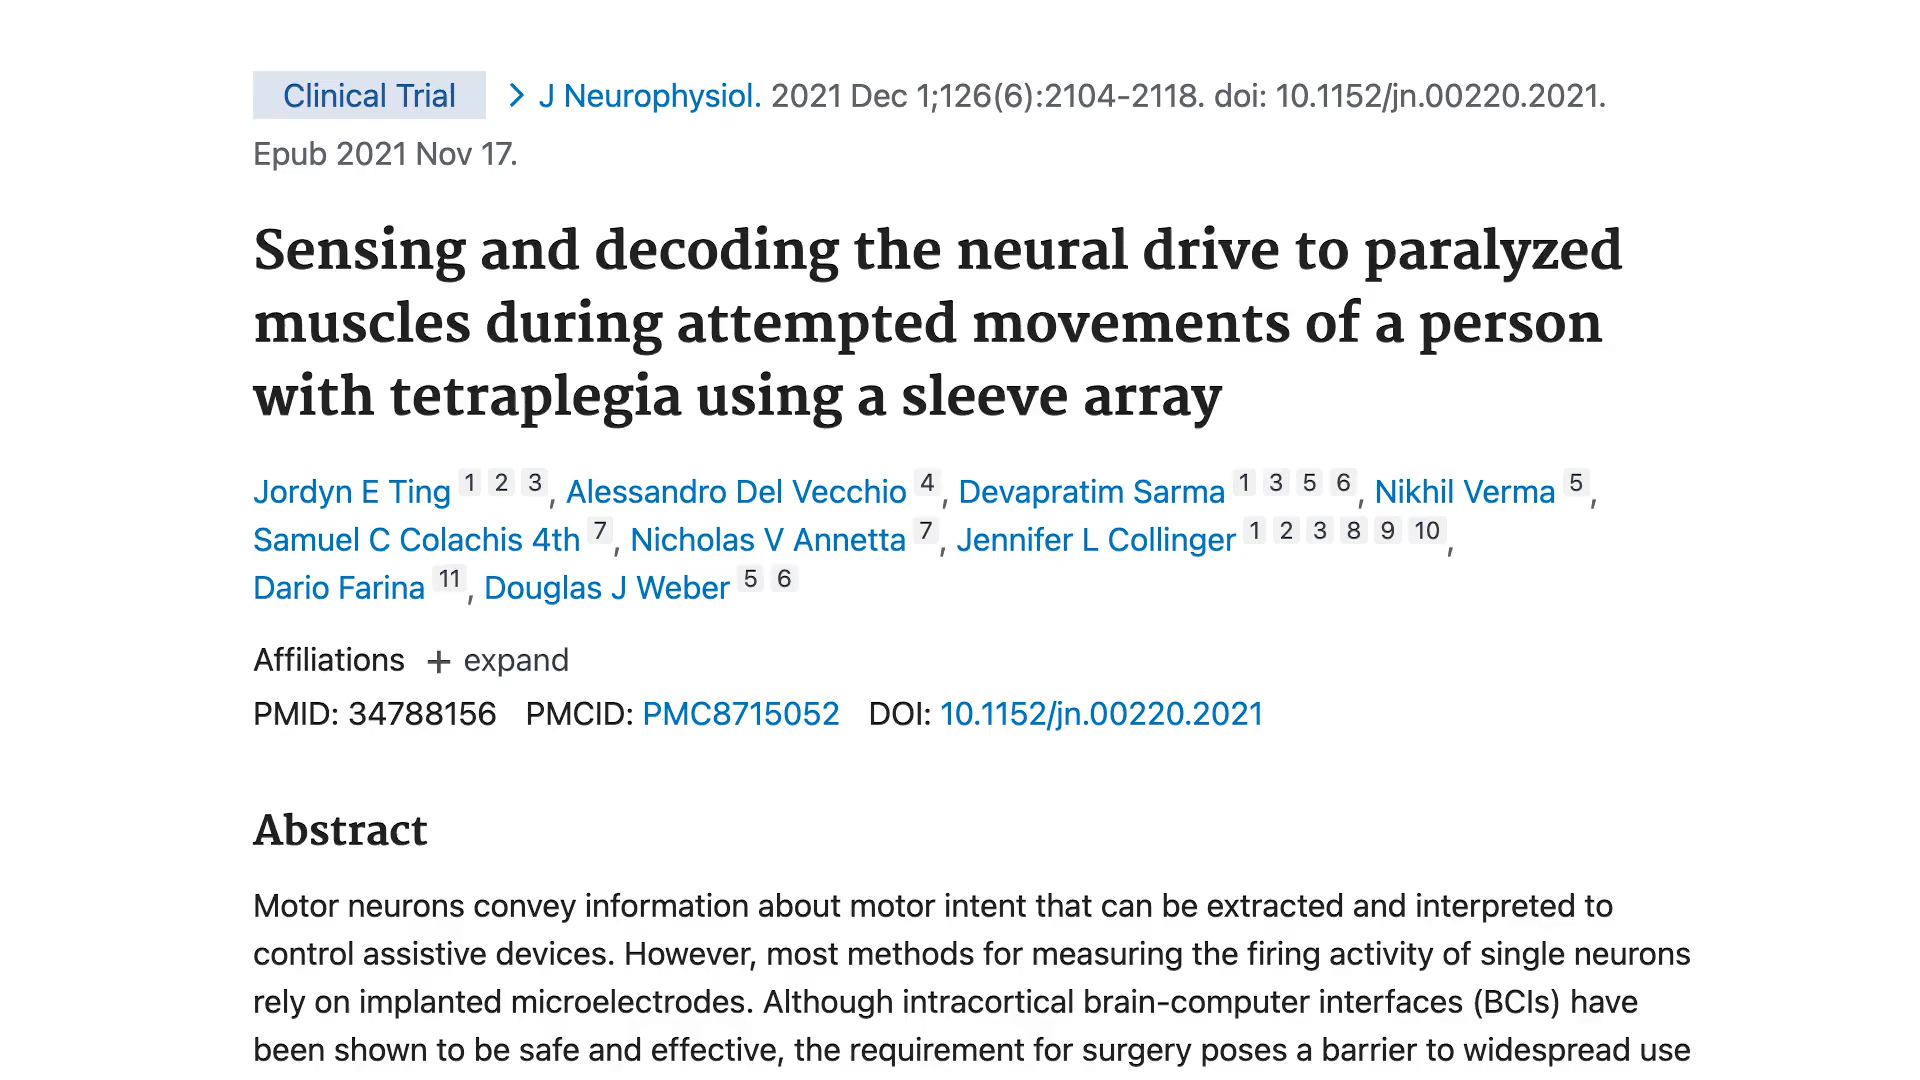 Clinical Trial > J Neurophysiol. 2021 Dec 1;126(6):2104-2118. doi: 10.1152/jn.00220.2021.
Epub 2021 Nov 17.
Sensing and decoding the neural drive to paralyzed
muscles during attempted movements of a person
with tetraplegia using a sleeve array
Jordyn E Ting 1 2 3, Alessandro Del Vecchio 4, Devapratim Sarma 1 3 5 6, Nikhil Verma 5,
Samuel C Colachis 4th 7, Nicholas V Annetta 7, Jennifer L Collinger 1 2 3 8 9 10,
Dario Farina 11, Douglas J Weber 5 6
Affiliations + expand
PMID: 34788156 PMCID: PMC8715052 DOI: 10.1152/jn.00220.2021
Abstract
Motor neurons convey information about motor intent that can be extracted and interpreted to
control assistive devices. However, most methods for measuring the firing activity of single neurons
rely on implanted microelectrodes. Although intracortical brain-computer interfaces (BCIs) have
been shown to be safe and effective, the requirement for surgery poses a barrier to widespread use